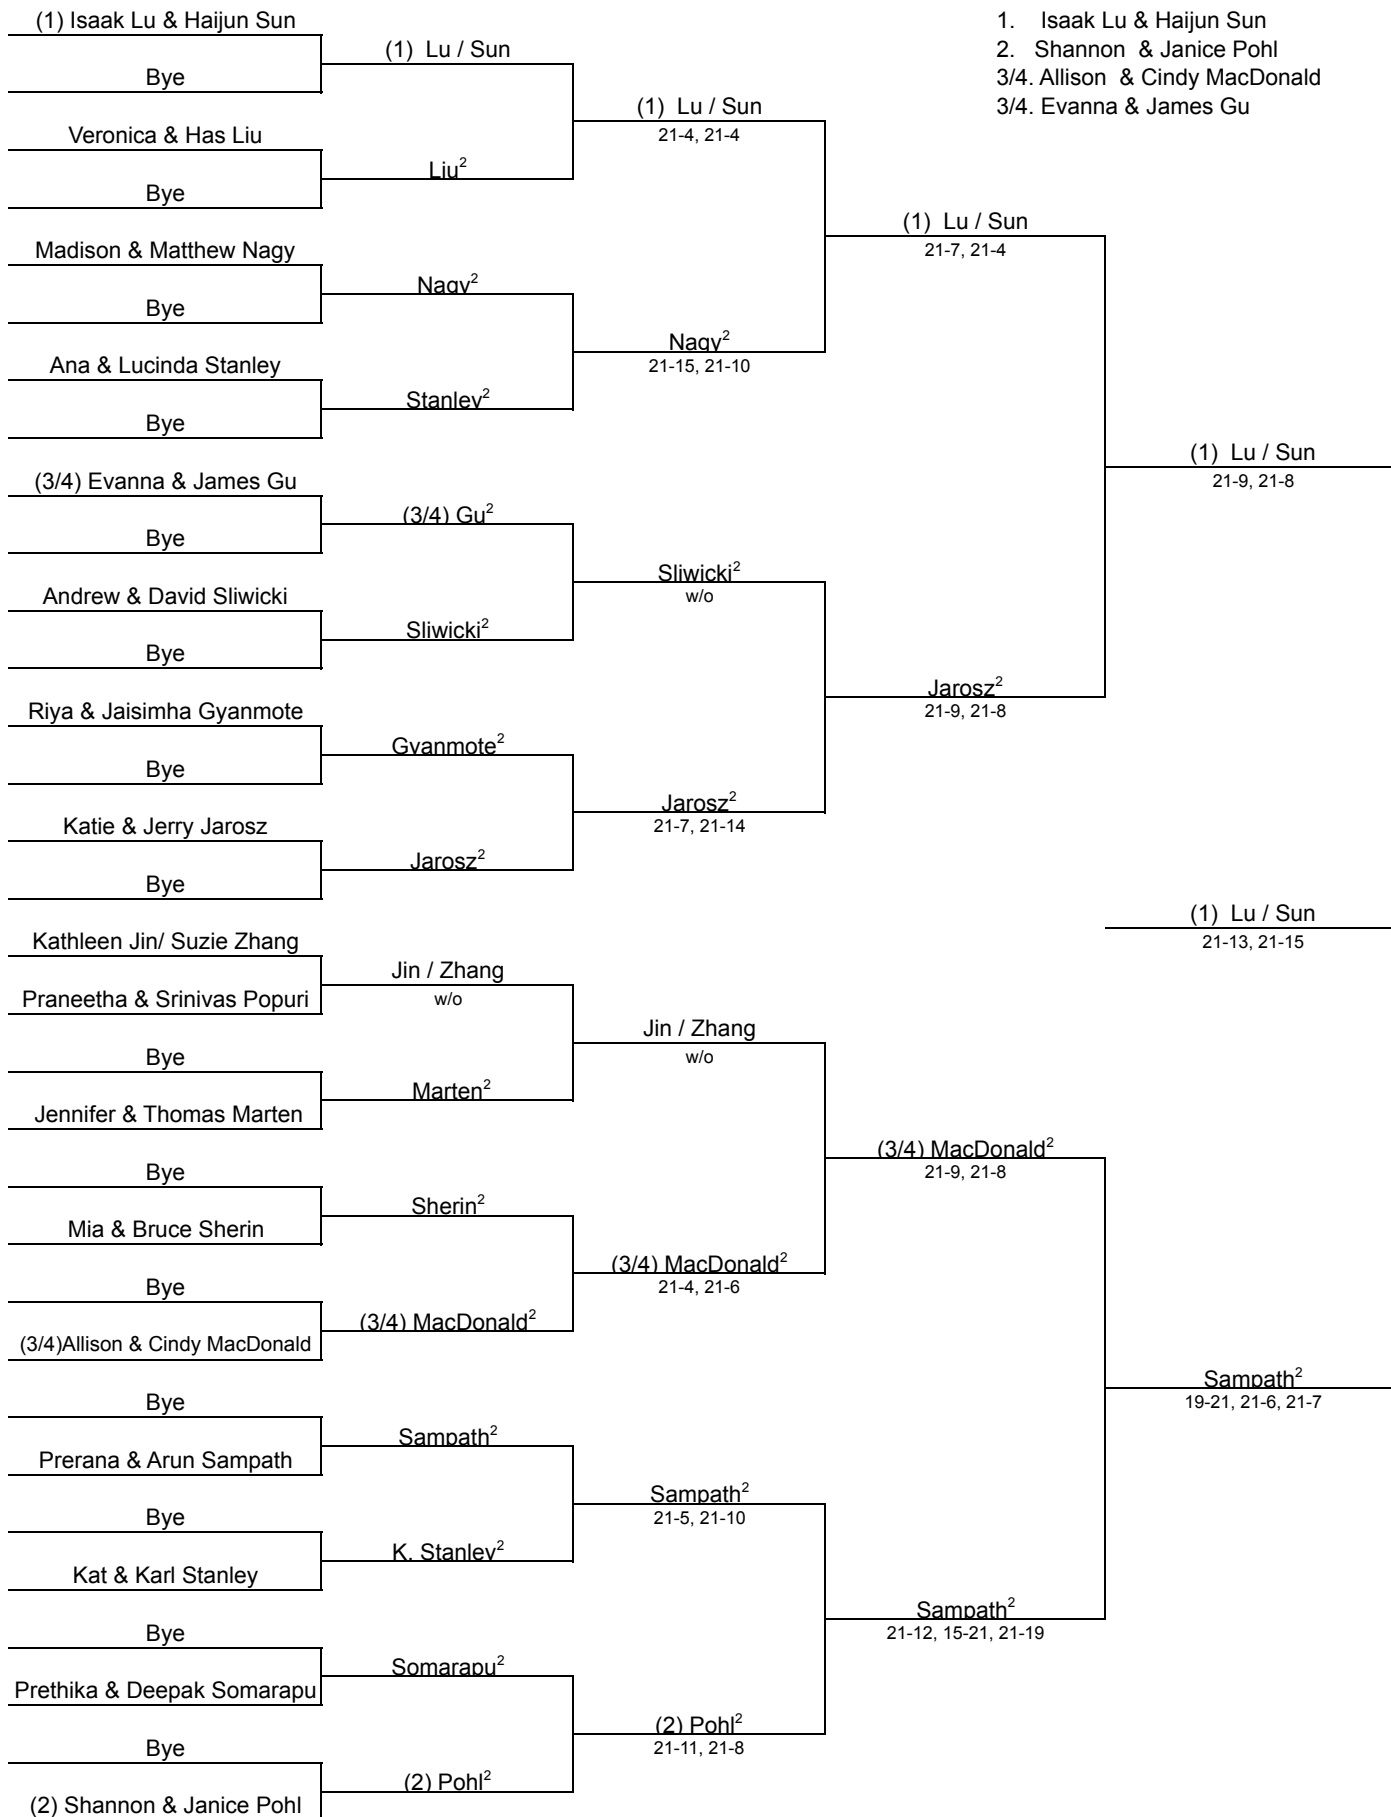 (1) Isaak Lu & Haijun Sun
Bye
Veronica & Has Liu
Bye
Madison & Matthew Nagy
Bye
Ana & Lucinda Stanley
Bye
(3/4) Evanna & James Gu
Bye
Andrew & David Sliwicki
Bye
Riya & Jaisimha Gyanmote
Bye
Katie & Jerry Jarosz
Bye
Kathleen Jin/ Suzie Zhang
Praneetha & Srinivas Popuri
Bye
Jennifer & Thomas Marten
Bye
Mia & Bruce Sherin
Bye
(3/4)Allison & Cindy MacDonald
Bye
Prerana & Arun Sampath
Bye
Kat & Karl Stanley
Bye
Prethika & Deepak Somarapu
Bye
(2) Shannon & Janice Pohl
(1) Lu / Sun
Liu²
Nagy²
Stanley²
(3/4) Gu²
Sliwicki²
Gyanmote²
Jarosz²
Jin / Zhang
w/o
Marten²
Sherin²
(3/4) MacDonald²
Sampath²
K. Stanley²
Somarapu²
(2) Pohl²
(1) Lu / Sun
21-4, 21-4
Nagy²
21-15, 21-10
Sliwicki²
w/o
Jarosz²
21-7, 21-14
Jin / Zhang
w/o
(3/4) MacDonald²
21-4, 21-6
Sampath²
21-5, 21-10
(2) Pohl²
21-11, 21-8
(1) Lu / Sun
21-7, 21-4
Jarosz²
21-9, 21-8
(3/4) MacDonald²
21-9, 21-8
Sampath²
21-12, 15-21, 21-19
1. Isaak Lu & Haijun Sun
2. Shannon & Janice Pohl
3/4. Allison & Cindy MacDonald
3/4. Evanna & James Gu
(1) Lu / Sun
21-9, 21-8
(1) Lu / Sun
21-13, 21-15
Sampath²
19-21, 21-6, 21-7